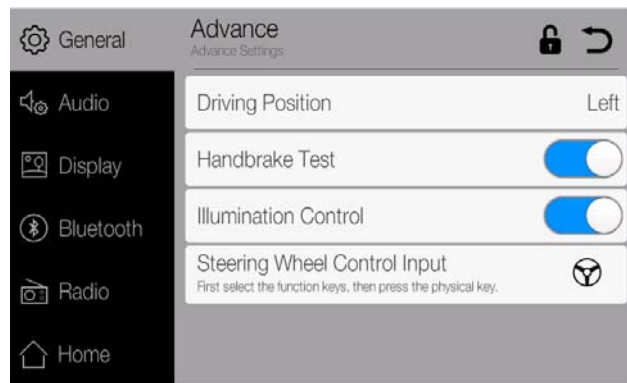 General
Audio
Display
Bluetooth
Radio
Home
Advance
Advance Settings
Driving Position Left
Handbrake Test
Illumination Control
Steering Wheel Control Input
First select the function keys, then press the physical key.